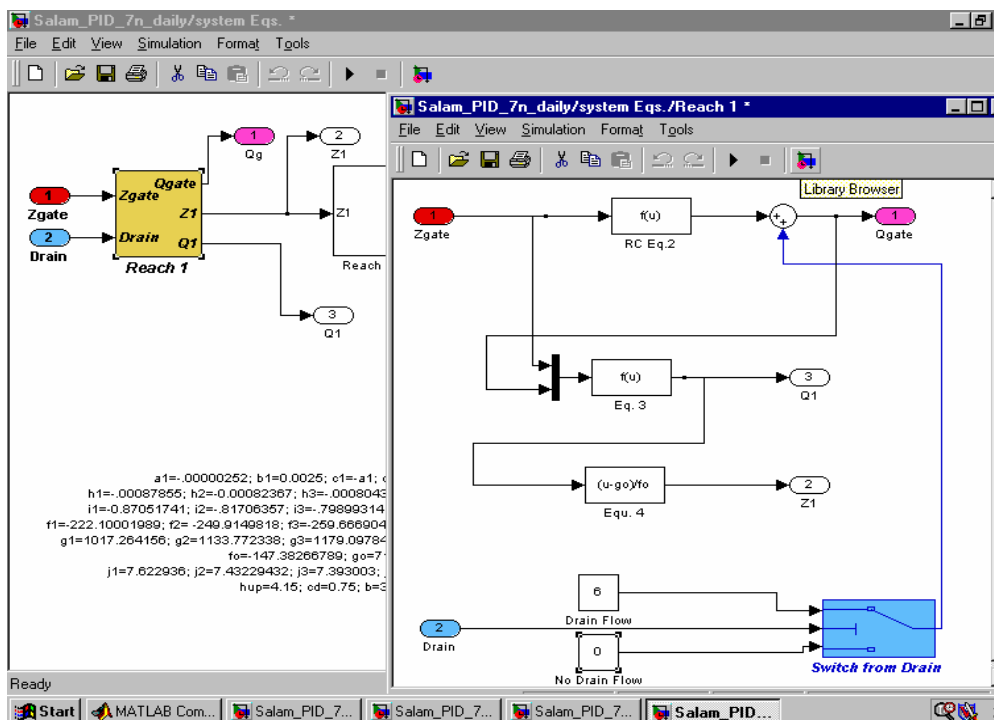 Salam_PID_7n_daily/system Eqs. *
File Edit View Simulation Format Tools
1
Qg
2
Z1
1
Zgate
2
Drain
Qgate
Zgate
Z1
Drain
Q1
Reach 1
Z1
Reach
3
Q1
a1=-.00000252; b1=0.0025; c1=-a1;
h1=-.00087855; h2=-0.00082367; h3=-.0008043
i1=-0.87051741; i2=-.81706357; i3=-.79899314
f1=-222.10001989; f2= -249.9149818; f3=-259.666904
g1=1017.264156; g2=1133.772338; g3=1179.09784
fo=-147.38266789; go=71
j1=7.622936; j2=7.43229432; j3=7.393003;
hup=4.15; cd=0.75; b=3
Ready
Salam_PID_7n_daily/system Eqs./Reach 1 *
File Edit View Simulation Format Tools
Library Browser
1
Zgate
f(u)
RC Eq.2
++
1
Qgate
f(u)
Eq. 3
3
Q1
(u-go)/fo
Equ. 4
2
Z1
6
Drain Flow
2
Drain
0
No Drain Flow
Switch from Drain
Start MATLAB Com... Salam_PID_7... Salam_PID_7... Salam_PID_7... Salam_PID...